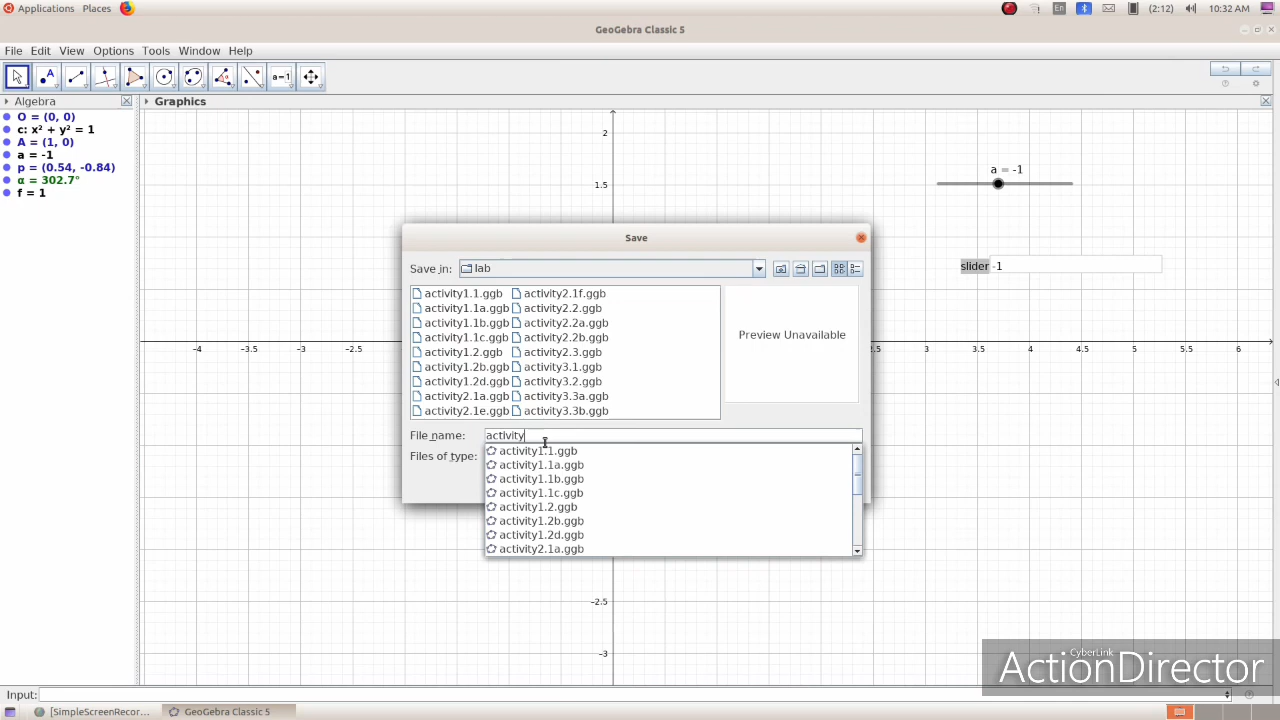 Applications Places En (2:12) 10:32 AM
GeoGebra Classic 5
File Edit View Options Tools Window Help
A a=1
Algebra Graphics
O = (0, 0)
c: x² + y² = 1
A = (1, 0)
a = -1
p = (0.54, -0.84)
α = 302.7°
f = 1
2
1.5
a = -1
slider -1
-4 -3.5 -3 -2.5 2.5 3 3.5 4 4.5 5 5.5 6
-2.5
-3
Save
Save in: lab
activity1.1.ggb activity2.1f.ggb
activity1.1a.ggb activity2.2.ggb
activity1.1b.ggb activity2.2a.ggb
activity1.1c.ggb activity2.2b.ggb
activity1.2.ggb activity2.3.ggb
activity1.2b.ggb activity3.1.ggb
activity1.2d.ggb activity3.2.ggb
activity2.1a.ggb activity3.3a.ggb
activity2.1e.ggb activity3.3b.ggb
Preview Unavailable
File name: activity
Files of type:
activity1.1.ggb
activity1.1a.ggb
activity1.1b.ggb
activity1.1c.ggb
activity1.2.ggb
activity1.2b.ggb
activity1.2d.ggb
activity2.1a.ggb
CyberLink
ActionDirector
Input:
[SimpleScreenRecor... GeoGebra Classic 5